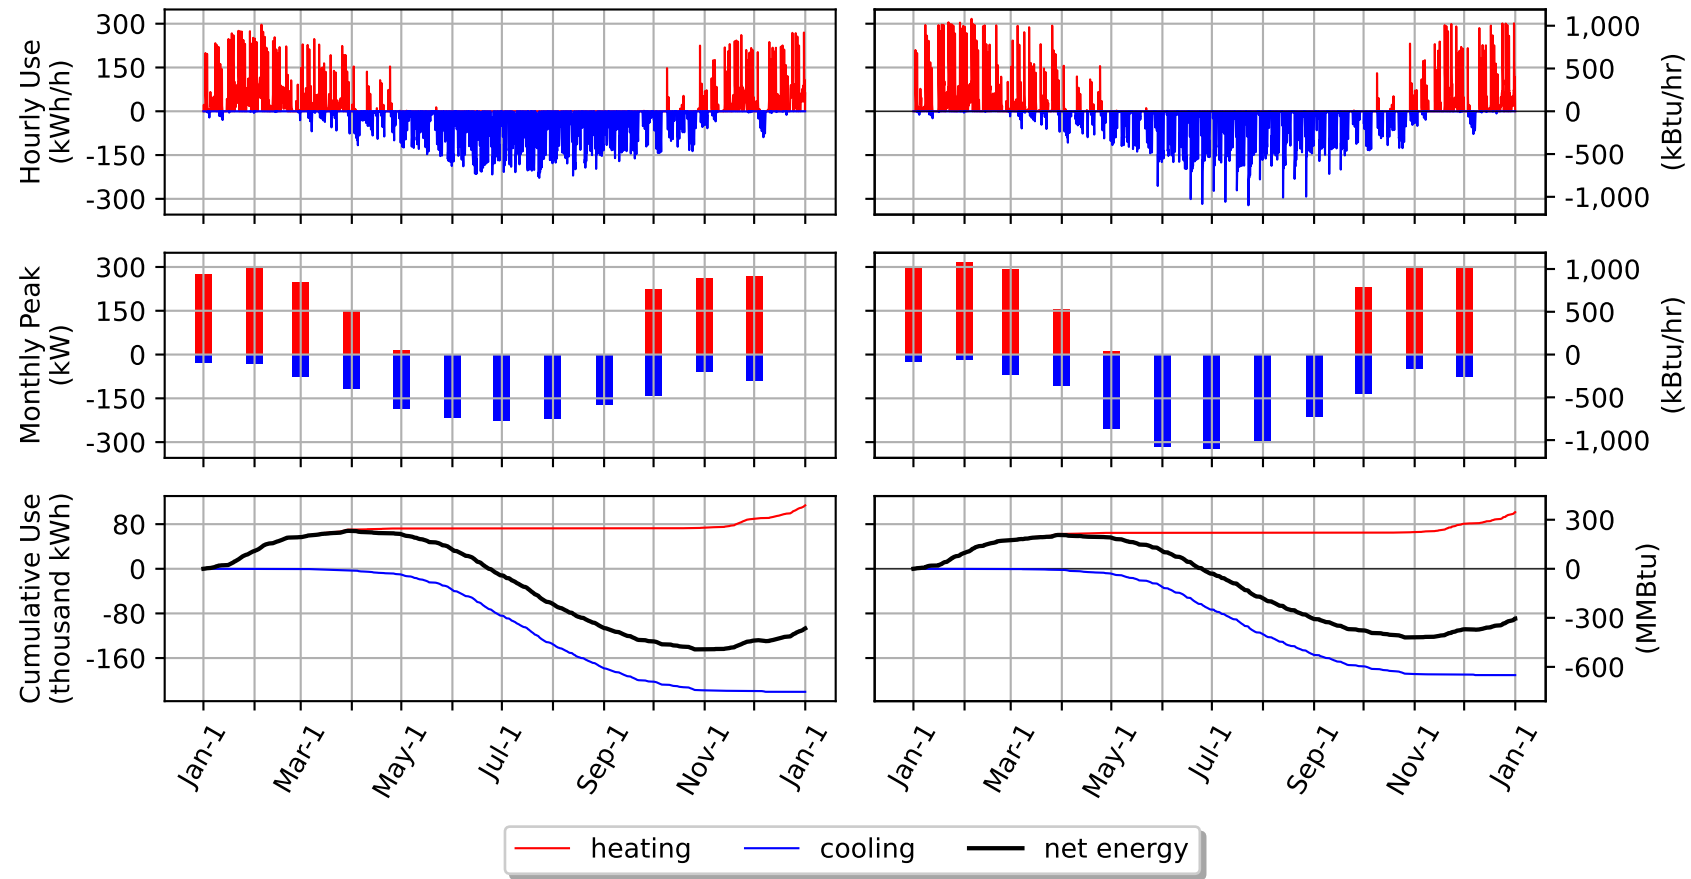 Hourly Use
(kWh/h)
300
150
0
-150
-300
1,000
500
0
-500
-1,000
(kBtu/hr)
Monthly Peak
(kW)
300
150
0
-150
-300
1,000
500
0
-500
-1,000
(kBtu/hr)
Cumulative Use
(thousand kWh)
80
0
-80
-160
300
0
-300
-600
(MMBtu)
Jan-1 Mar-1 May-1 Jul-1 Sep-1 Nov-1 Jan-1
Jan-1 Mar-1 May-1 Jul-1 Sep-1 Nov-1 Jan-1
heating cooling net energy